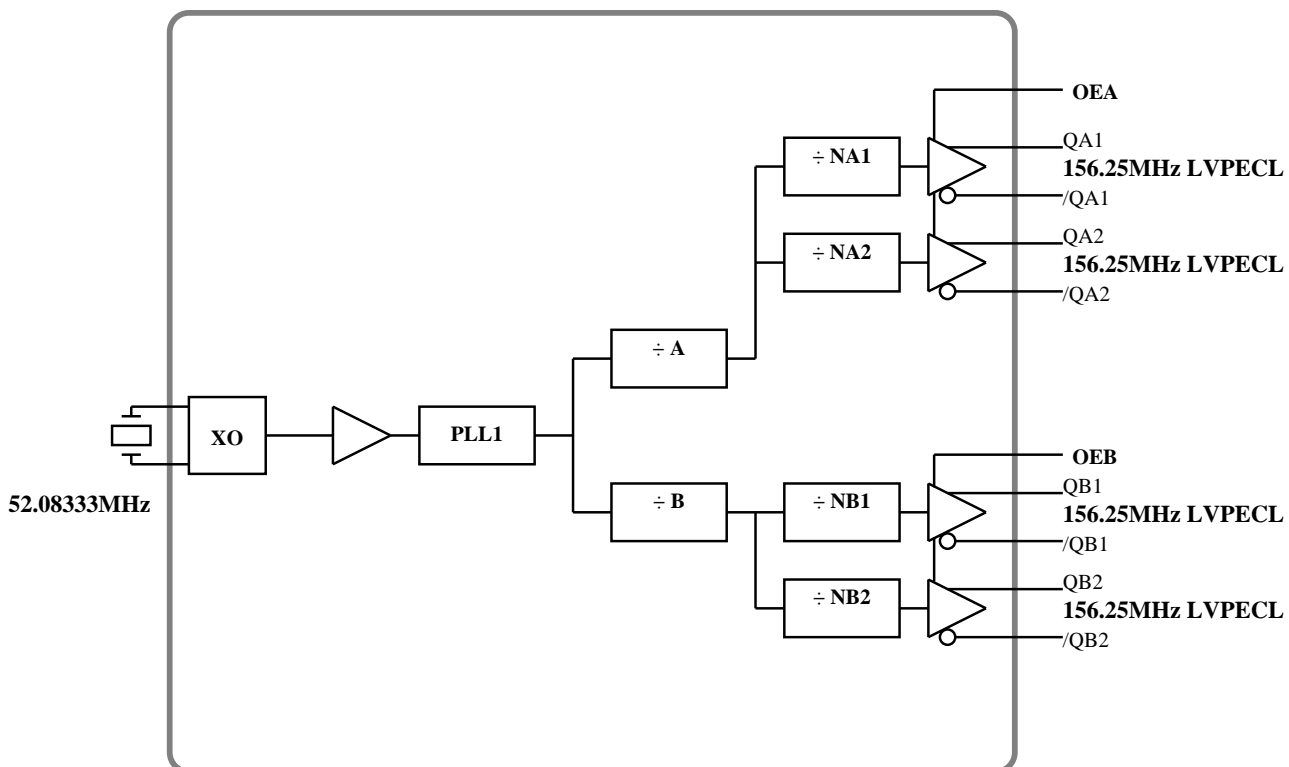 OEA
QA1
÷ NA1
156.25MHz LVPECL
/QA1
QA2
÷ NA2
156.25MHz LVPECL
/QA2
÷ A
XO
PLL1
52.08333MHz
OEB
QB1
÷ B
÷ NB1
156.25MHz LVPECL
/QB1
QB2
÷ NB2
156.25MHz LVPECL
/QB2